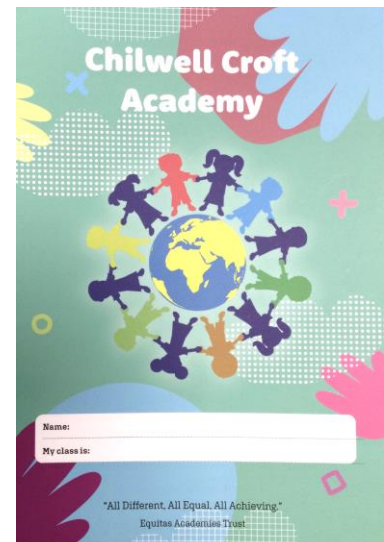 Chilwell Croft
Academy
Name:
My class is:
"All Different, All Equal, All Achieving."
Equitas Academies Trust